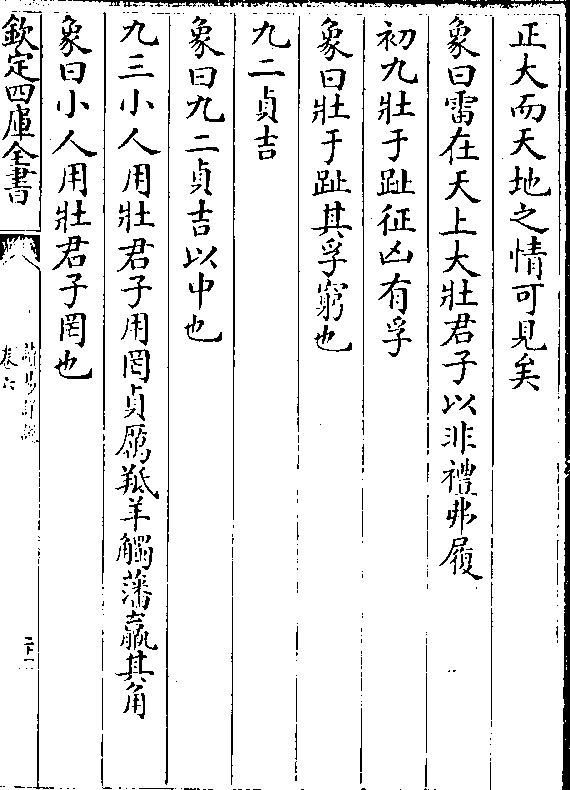 正大而天地之情可見矣
象曰雷在天上大壯君子以非禮弗履
初九壯于趾征凶有孚
象曰壯于趾其孚窮也
九二貞吉
象曰九二貞吉以中也
九三小人用壯君子用罔貞厲羝羊觸藩羸其角
象曰小人用壯君子罔也
欽定四庫全書
卷六